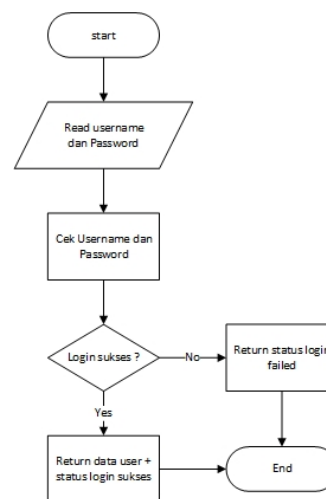 start
Read username
dan Password
Cek Username dan
Password
Login sukses ?
No
Return status login
failed
Yes
Return data user +
status login sukses
End